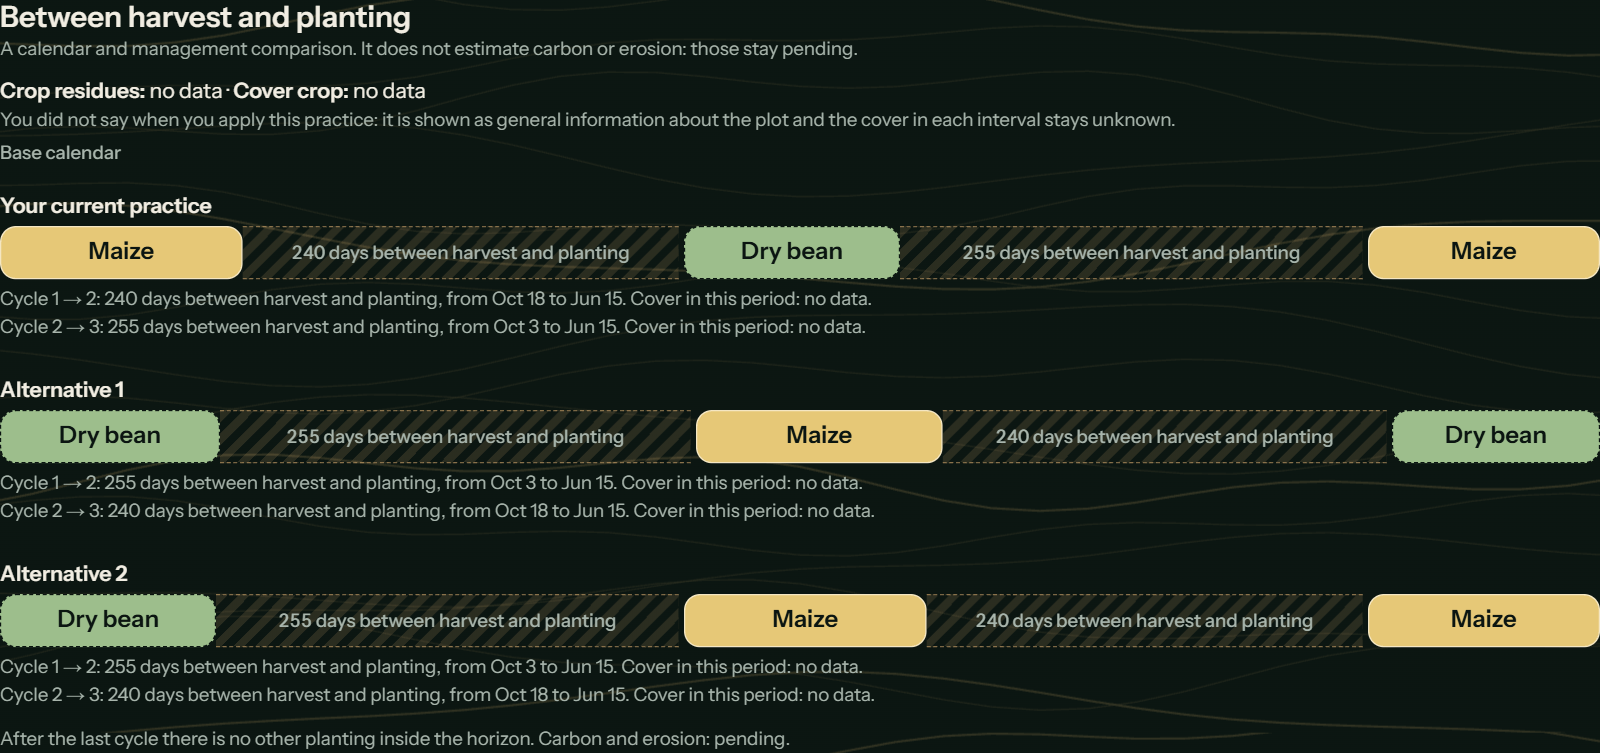 Between harvest and planting
A calendar and management comparison. It does not estimate carbon or erosion: those stay pending.
Crop residues: no data · Cover crop: no data
You did not say when you apply this practice: it is shown as general information about the plot and the cover in each interval stays unknown.
Base calendar
Your current practice
Maize 240 days between harvest and planting Dry bean 255 days between harvest and planting Maize
Cycle 1 → 2: 240 days between harvest and planting, from Oct 18 to Jun 15. Cover in this period: no data.
Cycle 2 → 3: 255 days between harvest and planting, from Oct 3 to Jun 15. Cover in this period: no data.
Alternative 1
Dry bean 255 days between harvest and planting Maize 240 days between harvest and planting Dry bean
Cycle 1 → 2: 255 days between harvest and planting, from Oct 3 to Jun 15. Cover in this period: no data.
Cycle 2 → 3: 240 days between harvest and planting, from Oct 18 to Jun 15. Cover in this period: no data.
Alternative 2
Dry bean 255 days between harvest and planting Maize 240 days between harvest and planting Maize
Cycle 1 → 2: 255 days between harvest and planting, from Oct 3 to Jun 15. Cover in this period: no data.
Cycle 2 → 3: 240 days between harvest and planting, from Oct 18 to Jun 15. Cover in this period: no data.
After the last cycle there is no other planting inside the horizon. Carbon and erosion: pending.